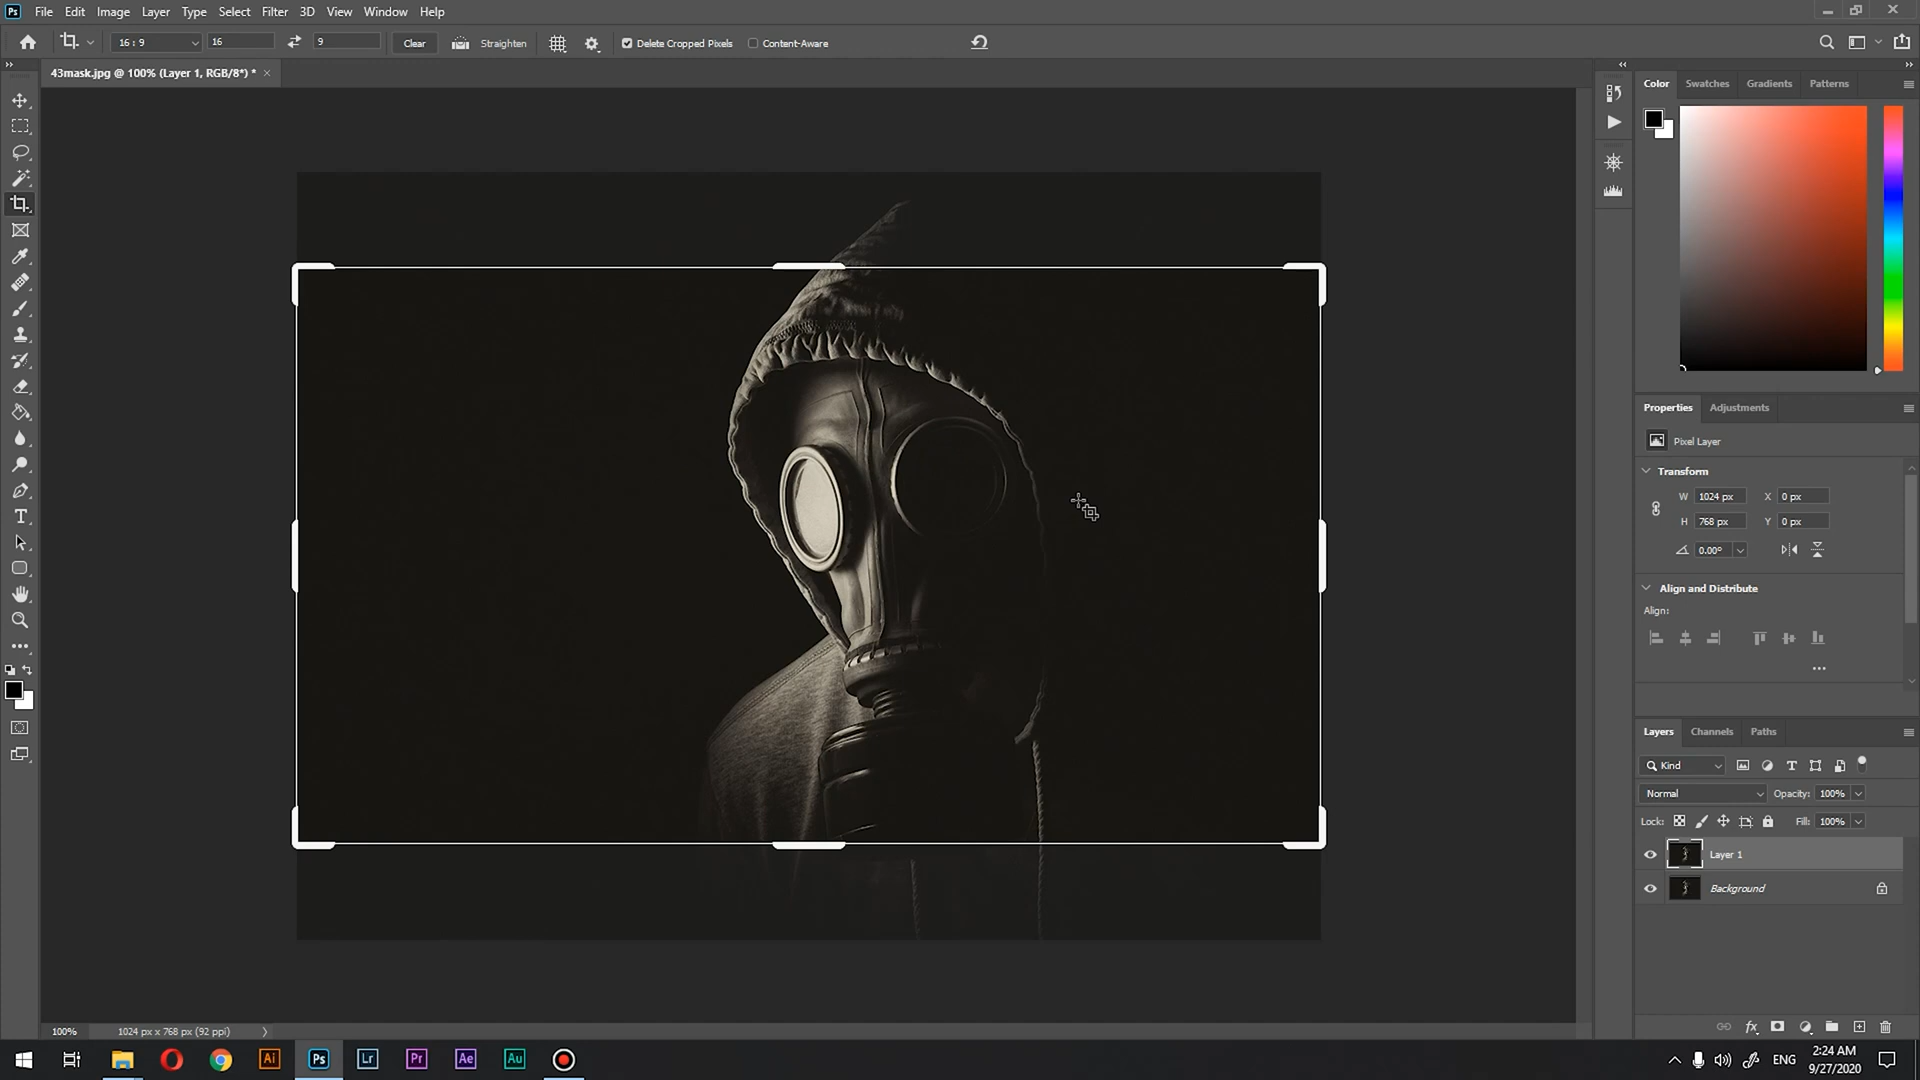 Ps File Edit Image Layer Type Select Filter 3D View Window Help
16 : 9 16 9 Clear Straighten Delete Cropped Pixels Content-Aware
43mask.jpg @ 100% (Layer 1, RGB/8*) * ×
Color Swatches Gradients Patterns
Properties Adjustments
Pixel Layer
Transform
W 1024 px X 0 px
H 768 px Y 0 px
0.00°
Align and Distribute
Align:
Layers Channels Paths
Kind
Normal Opacity: 100%
Lock: Fill: 100%
Layer 1
Background
100% 1024 px x 768 px (92 ppi)
Ai Ps Lr Pr Ae Au
ENG 2:24 AM
9/27/2020